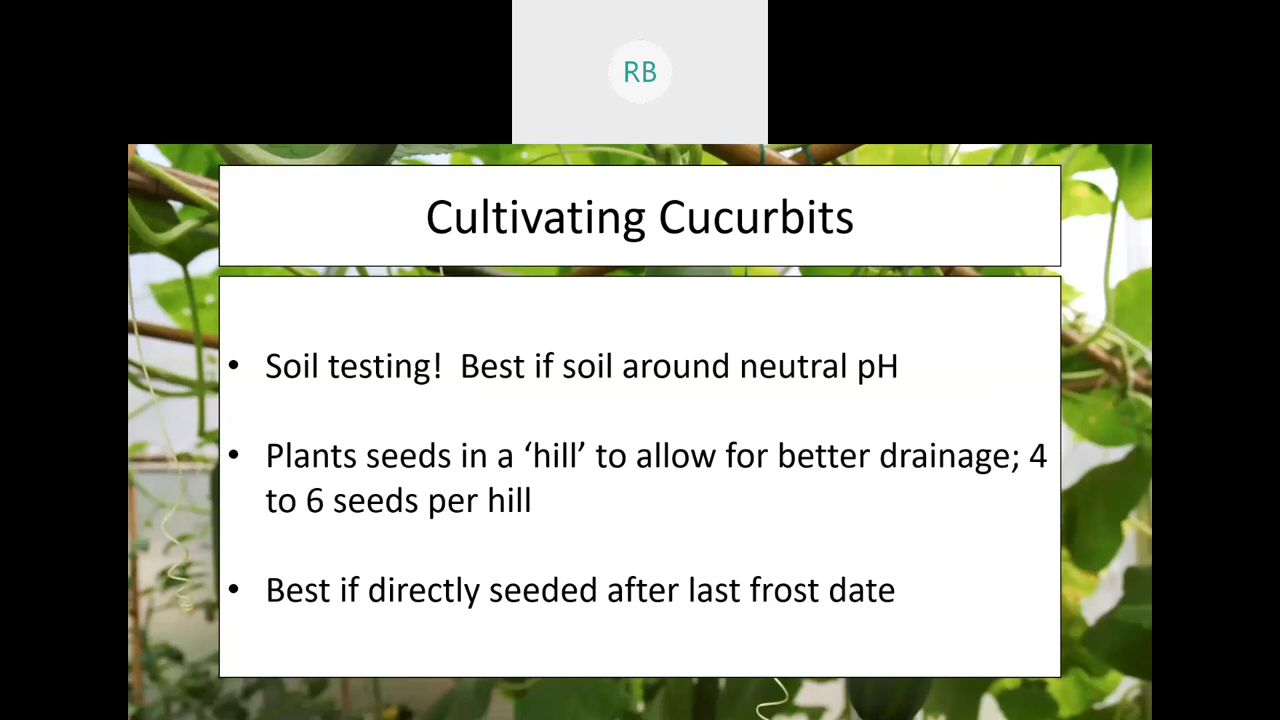 RB
Cultivating Cucurbits
• Soil testing!  Best if soil around neutral pH
• Plants seeds in a ‘hill’ to allow for better drainage; 4
to 6 seeds per hill
• Best if directly seeded after last frost date